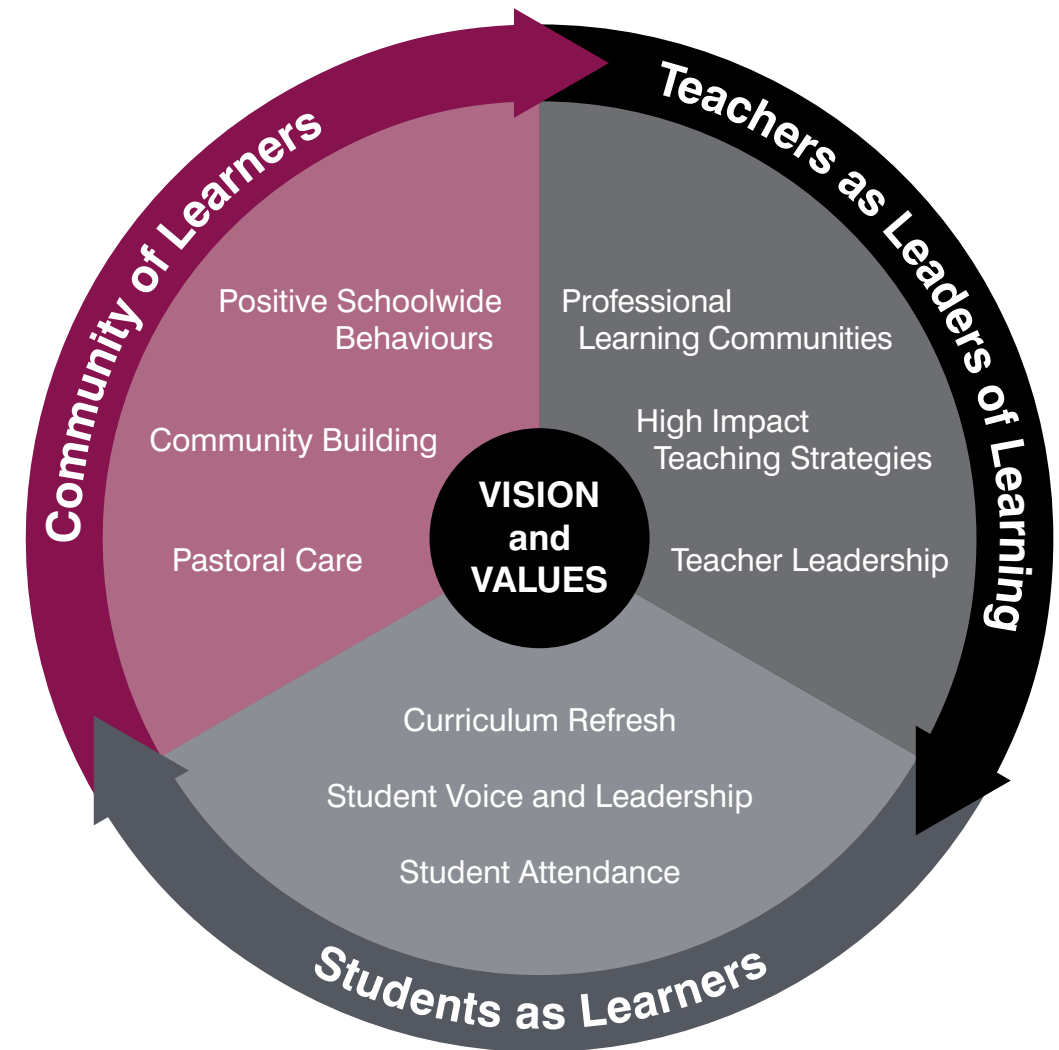 Community of Learners
Positive Schoolwide
Behaviours
Community Building
Pastoral Care
Teachers as Leaders of Learning
Professional
Learning Communities
High Impact
Teaching Strategies
Teacher Leadership
VISION
and
VALUES
Curriculum Refresh
Student Voice and Leadership
Student Attendance
Students as Learners